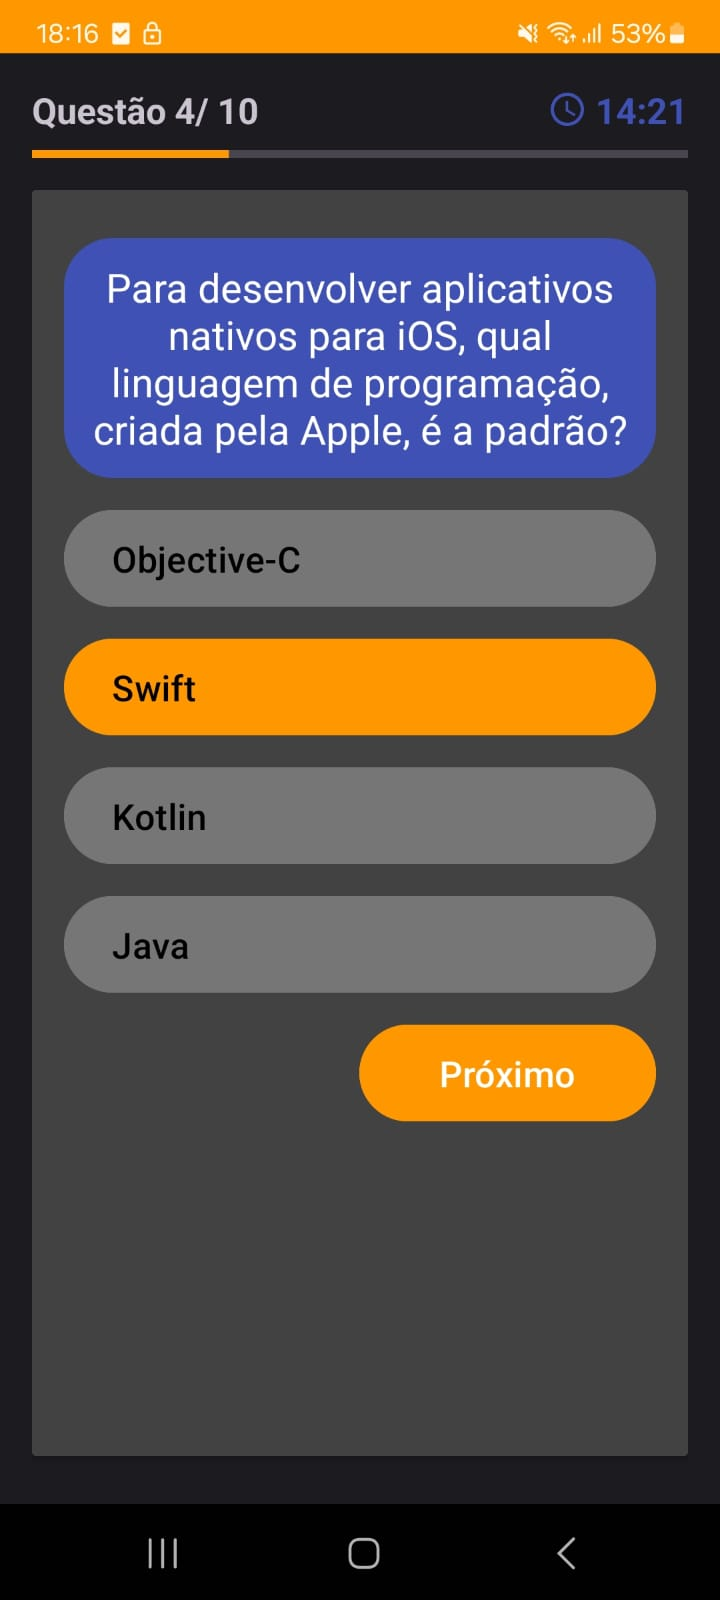 18:16
53%
Questão 4/ 10
14:21
Para desenvolver aplicativos
nativos para iOS, qual
linguagem de programação,
criada pela Apple, é a padrão?
Objective-C
Swift
Kotlin
Java
Próximo